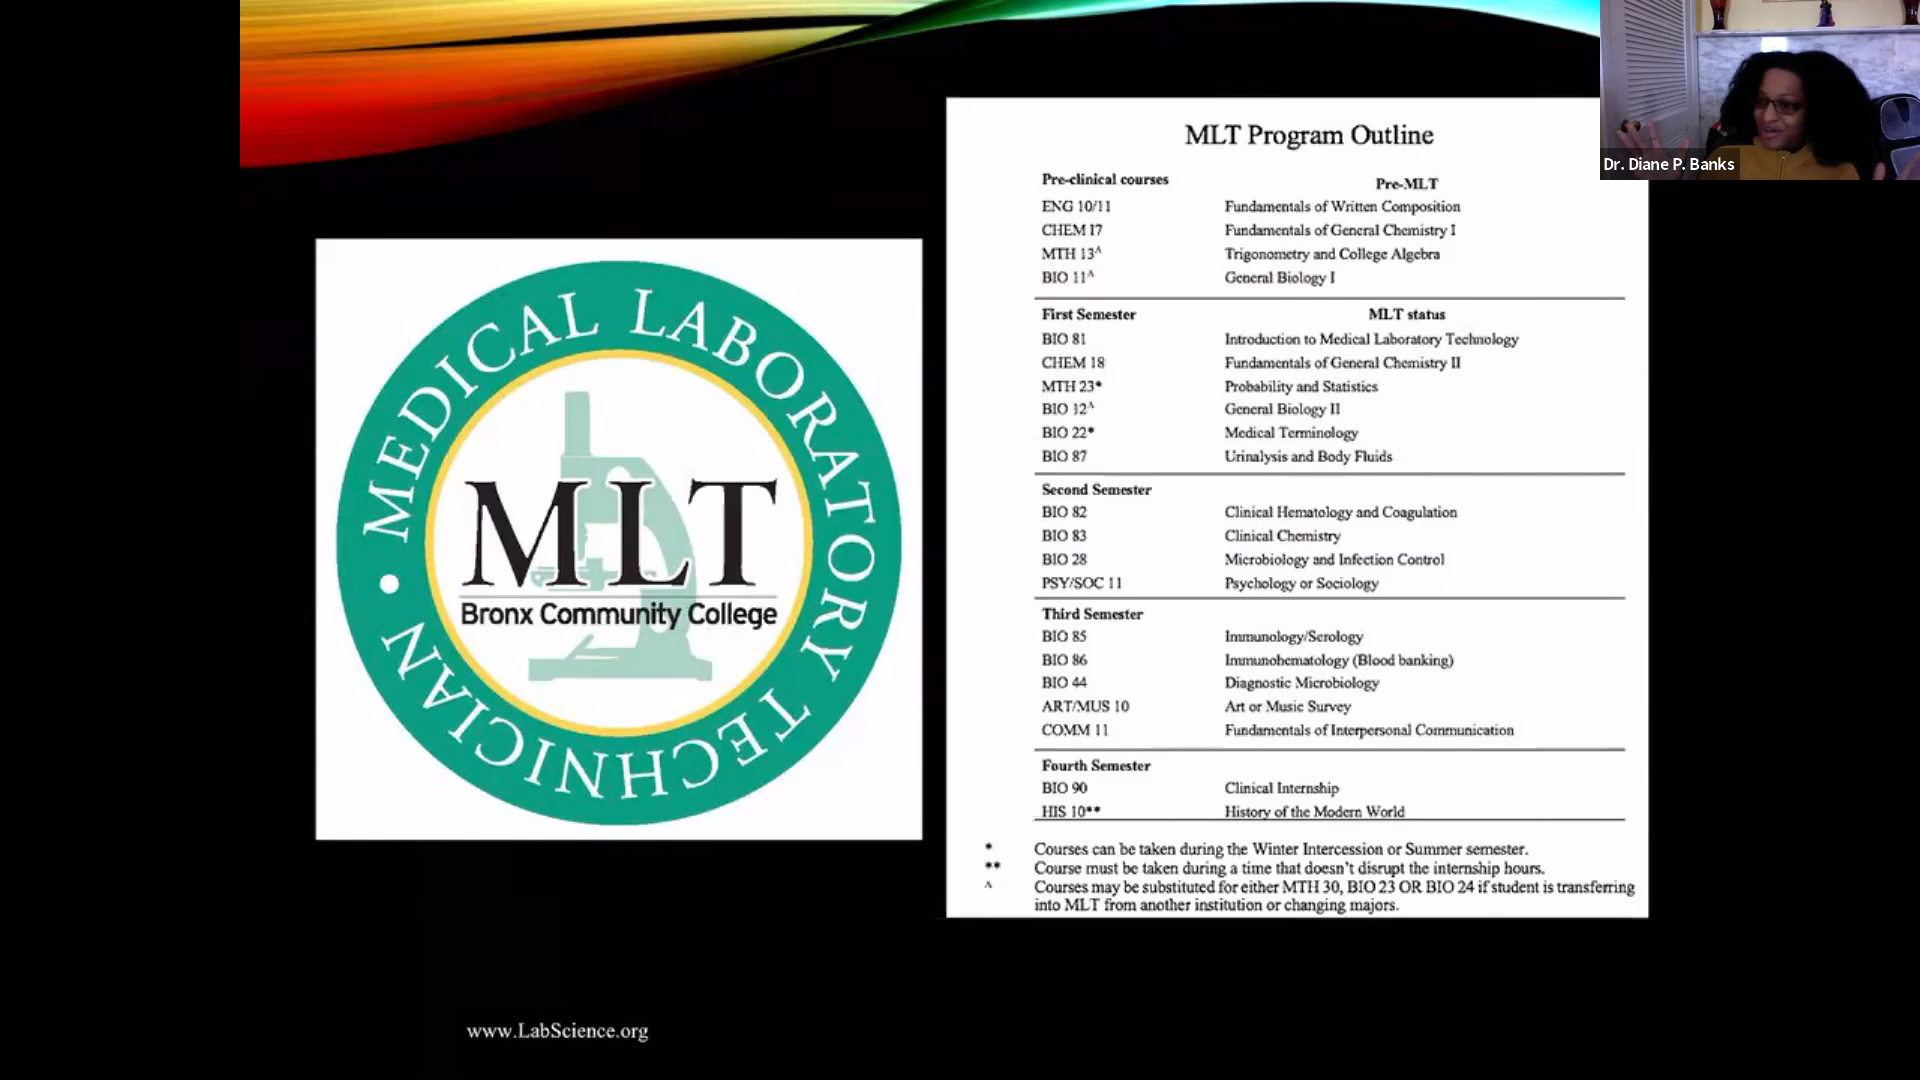 MLT Program Outline
Pre-clinical courses Pre-MLT
ENG 10/11 Fundamentals of Written Composition
CHEM 17 Fundamentals of General Chemistry I
MTH 13^ Trigonometry and College Algebra
BIO 11^ General Biology I
First Semester MLT status
BIO 81 Introduction to Medical Laboratory Technology
CHEM 18 Fundamentals of General Chemistry II
MTH 23* Probability and Statistics
BIO 12^ General Biology II
BIO 22* Medical Terminology
BIO 87 Urinalysis and Body Fluids
Second Semester
BIO 82 Clinical Hematology and Coagulation
BIO 83 Clinical Chemistry
BIO 28 Microbiology and Infection Control
PSY/SOC 11 Psychology or Sociology
Third Semester
BIO 85 Immunology/Serology
BIO 86 Immunohematology (Blood banking)
BIO 44 Diagnostic Microbiology
ART/MUS 10 Art or Music Survey
COMM 11 Fundamentals of Interpersonal Communication
Fourth Semester
BIO 90 Clinical Internship
HIS 10** History of the Modern World
* Courses can be taken during the Winter Intercession or Summer semester.
** Course must be taken during a time that doesn't disrupt the internship hours.
^ Courses may be substituted for either MTH 30, BIO 23 OR BIO 24 if student is transferring
into MLT from another institution or changing majors.
MEDICAL LABORATORY TECHNICIAN •
MLT
Bronx Community College
www.LabScience.org
Dr. Diane P. Banks